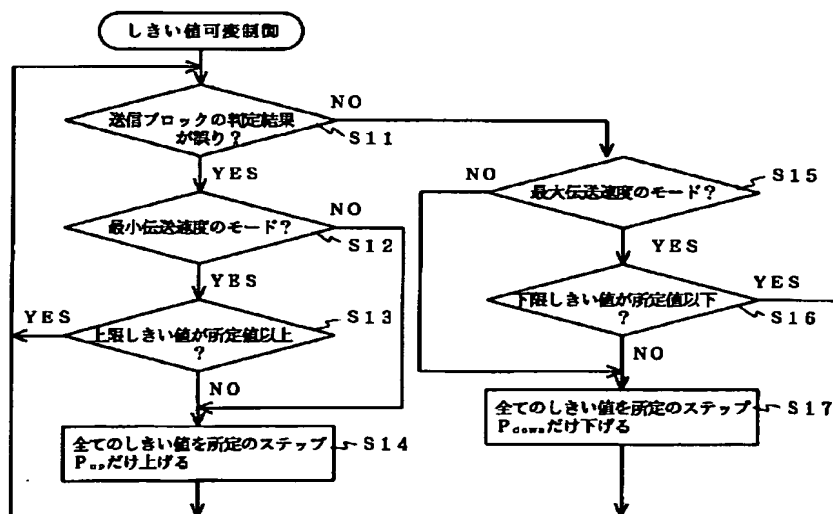 しきい値可変制御
送信ブロックの判定結果
が誤り？
NO
S11
YES
最小伝送速度のモード？
NO
S12
YES
YES
上限しきい値が所定値以上
？
S13
NO
全てのしきい値を所定のステップ
Pupだけ上げる
S14
NO
最大伝送速度のモード？
S15
YES
下限しきい値が所定値以下
？
YES
S16
NO
全てのしきい値を所定のステップ
Pdownだけ下げる
S17